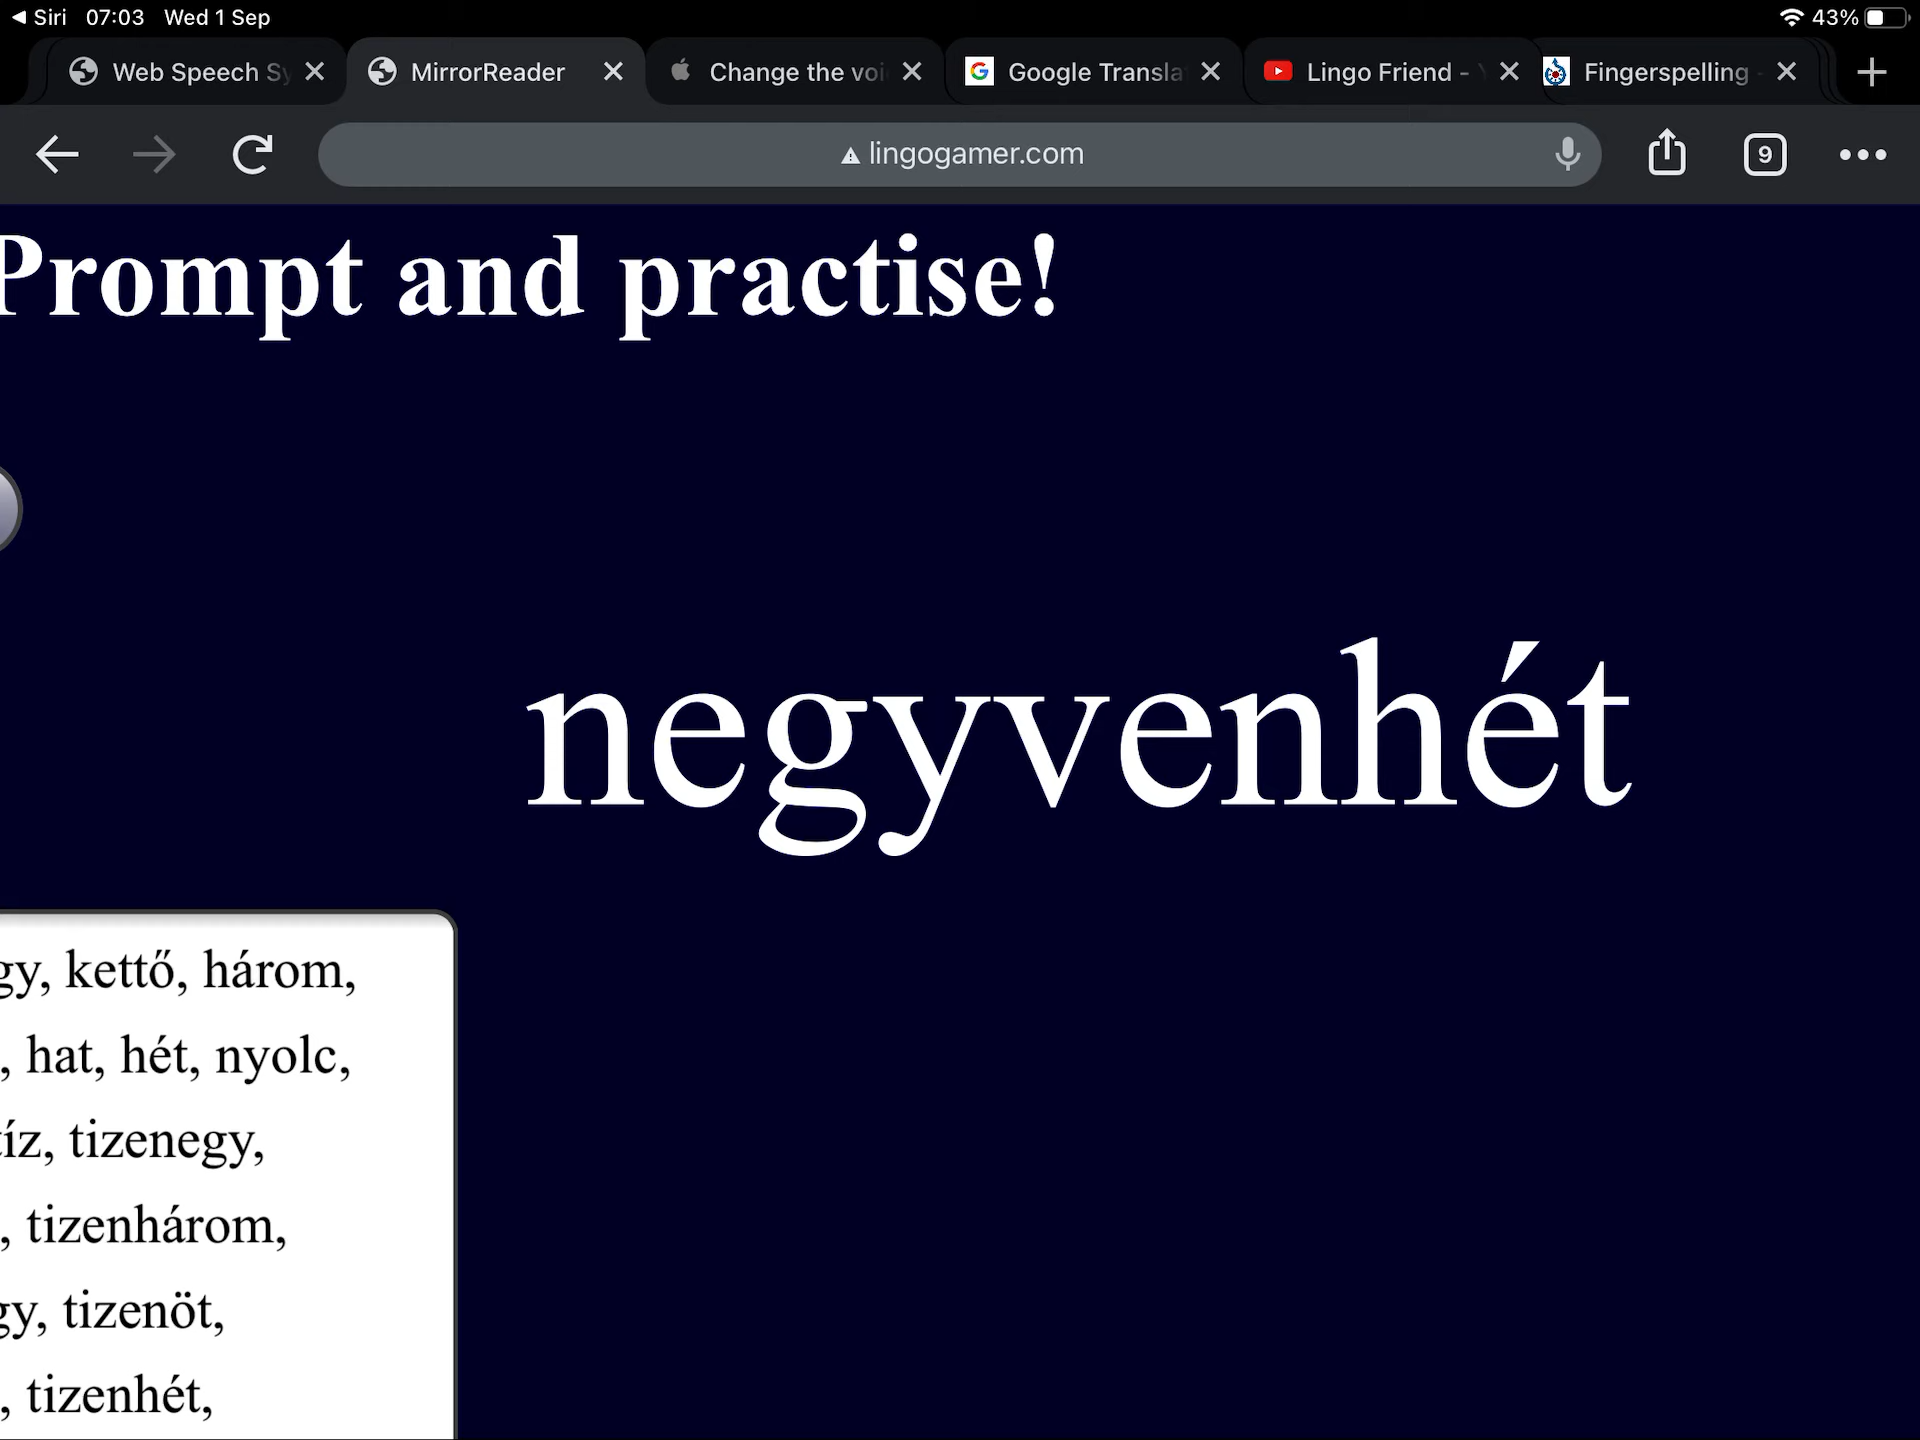 Siri 07:03 Wed 1 Sep 43%
Web Speech Sy MirrorReader Change the voi Google Transla Lingo Friend - Fingerspelling
lingogamer.com 9
Prompt and practise!
negyvenhét
gy, kettő, három,
, hat, hét, nyolc,
tíz, tizenegy,
, tizenhárom,
gy, tizenöt,
, tizenhét,